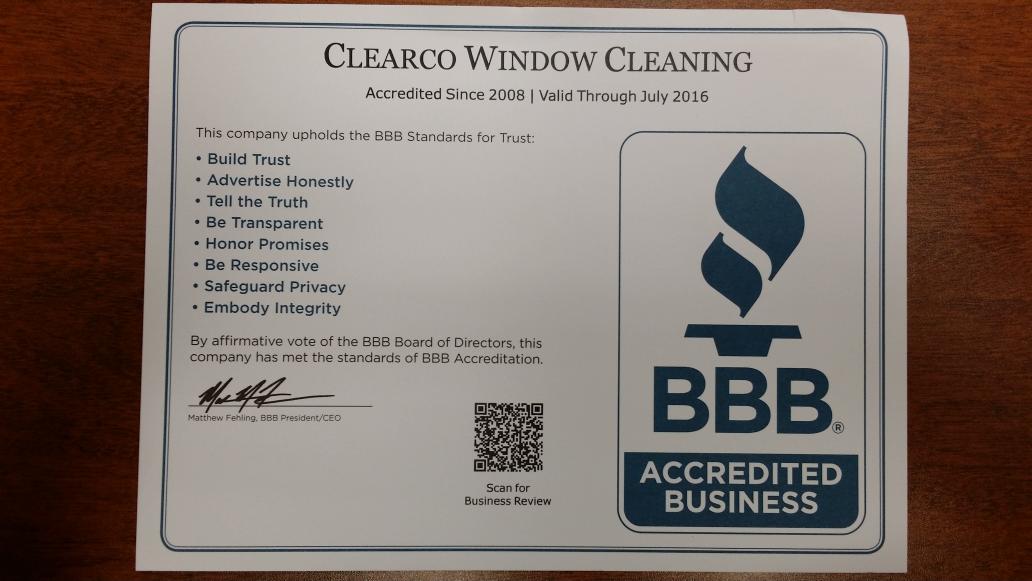 CLEARCO WINDOW CLEANING
Accredited Since 2008 | Valid Through July 2016
This company upholds the BBB Standards for Trust:
• Build Trust
• Advertise Honestly
• Tell the Truth
• Be Transparent
• Honor Promises
• Be Responsive
• Safeguard Privacy
• Embody Integrity
By affirmative vote of the BBB Board of Directors, this
company has met the standards of BBB Accreditation.
Matthew Fehling, BBB President/CEO
Scan for
Business Review
BBB®
ACCREDITED
BUSINESS